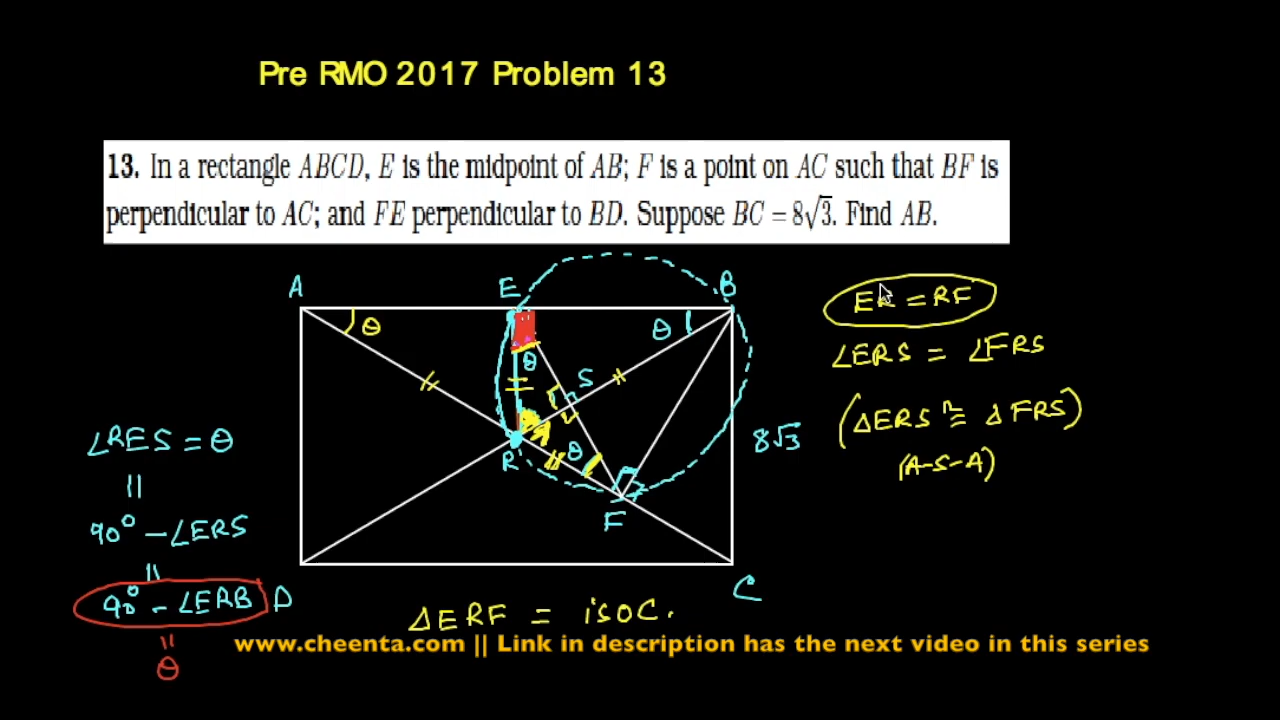 Pre RMO 2017 Problem 13
13. In a rectangle ABCD, E is the midpoint of AB; F is a point on AC such that BF is
perpendicular to AC; and FE perpendicular to BD. Suppose BC = 8√3. Find AB.
A
E
B
θ
θ
θ
S
R
θ
F
8√3
D
C
ER = RF
∠ERS = ∠FRS
(△ERS ≅ △FRS)
(A-S-A)
∠RES = θ
=
90° - ∠ERS
=
90° - ∠ERB
=
θ
△ERF = isoc.
www.cheenta.com || Link in description has the next video in this series